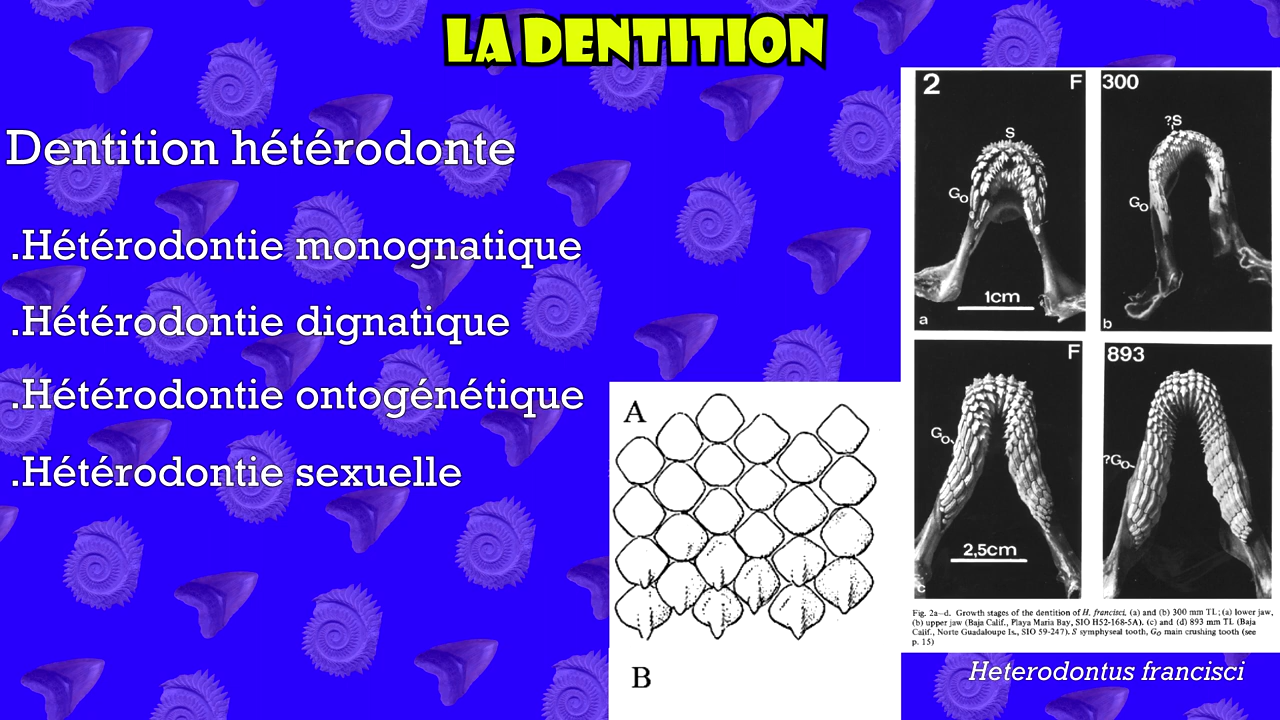 LA DENTITION
Dentition hétérodonte
.Hétérodontie monognatique
.Hétérodontie dignatique
.Hétérodontie ontogénétique
.Hétérodontie sexuelle
A
B
2 F
S
Go
1cm
a
300
?S
Go
b
F
Go
2,5cm
c
893
?Go
Fig. 2a–d. Growth stages of the dentition of H. francisci, (a) and (b) 300 mm TL; (a) lower jaw,
(b) upper jaw (Baja Calif., Playa Maria Bay, SIO H52-168-5A). (c) and (d) 893 mm TL (Baja
Calif., Norte Guadaloupe Is., SIO 59-247). S symphyseal tooth, Go main crushing tooth (see
p. 15)
Heterodontus francisci